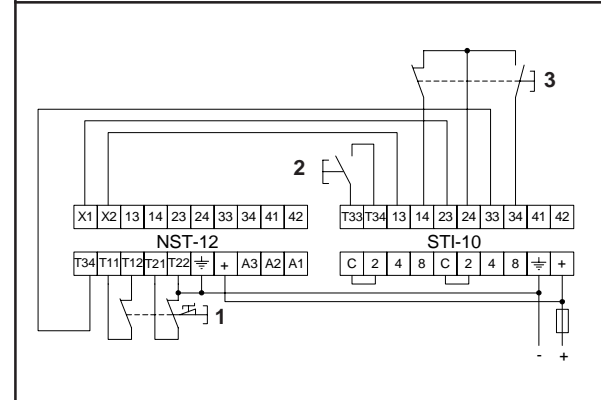 3
2
X1 X2 13 14 23 24 33 34 41 42
T33 T34 13 14 23 24 33 34 41 42
NST-12
STI-10
T34 T11 T12 T21 T22 + A3 A2 A1
C 2 4 8 C 2 4 8 +
1
- +